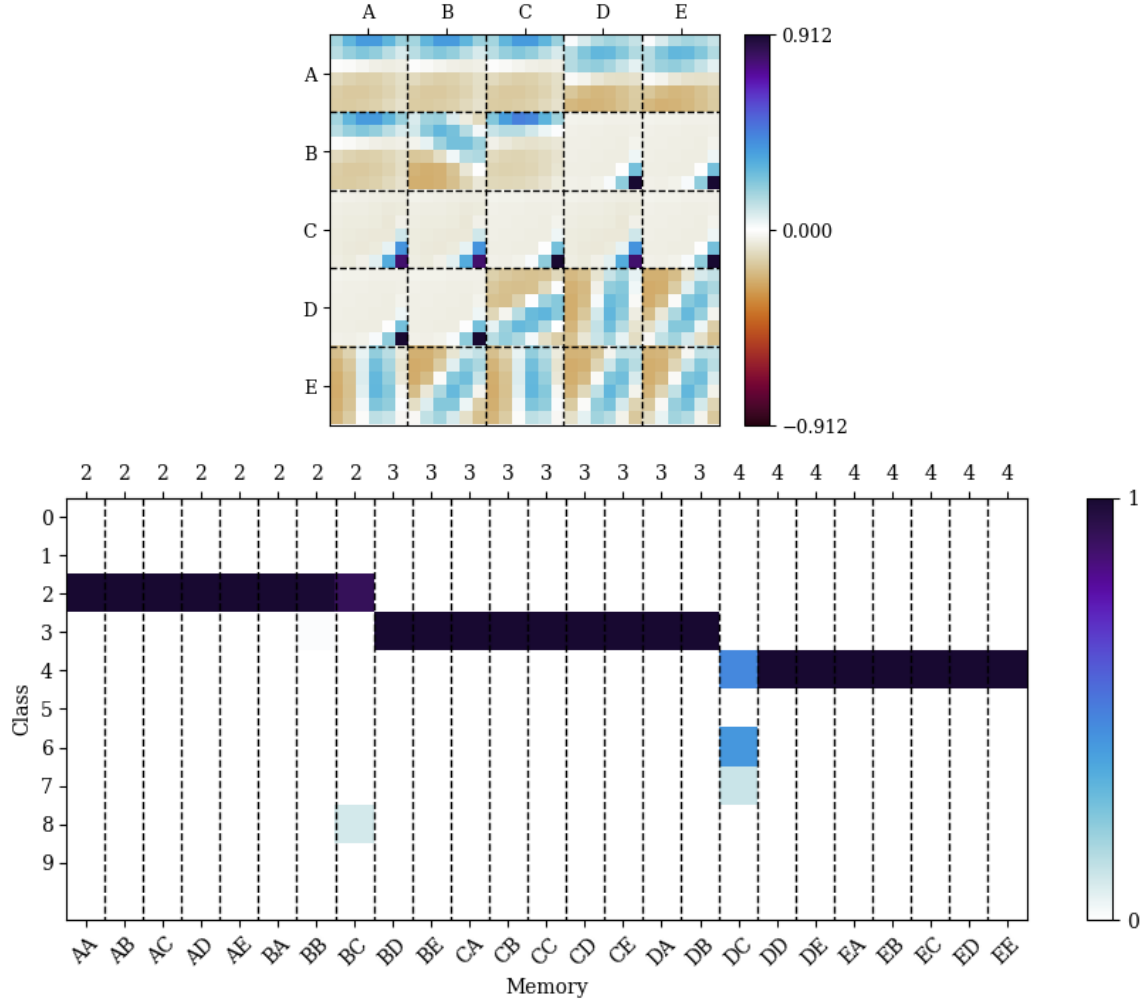 A B C D E
A
B
C
D
E
0.912
0.000
−0.912
2 2 2 2 2 2 2 2 3 3 3 3 3 3 3 3 3 4 4 4 4 4 4 4 4
Class
0
1
2
3
4
5
6
7
8
9
1
0
AA AB AC AD AE BA BB BC BD BE CA CB CC CD CE DA DB DC DD DE EA EB EC ED EE
Memory